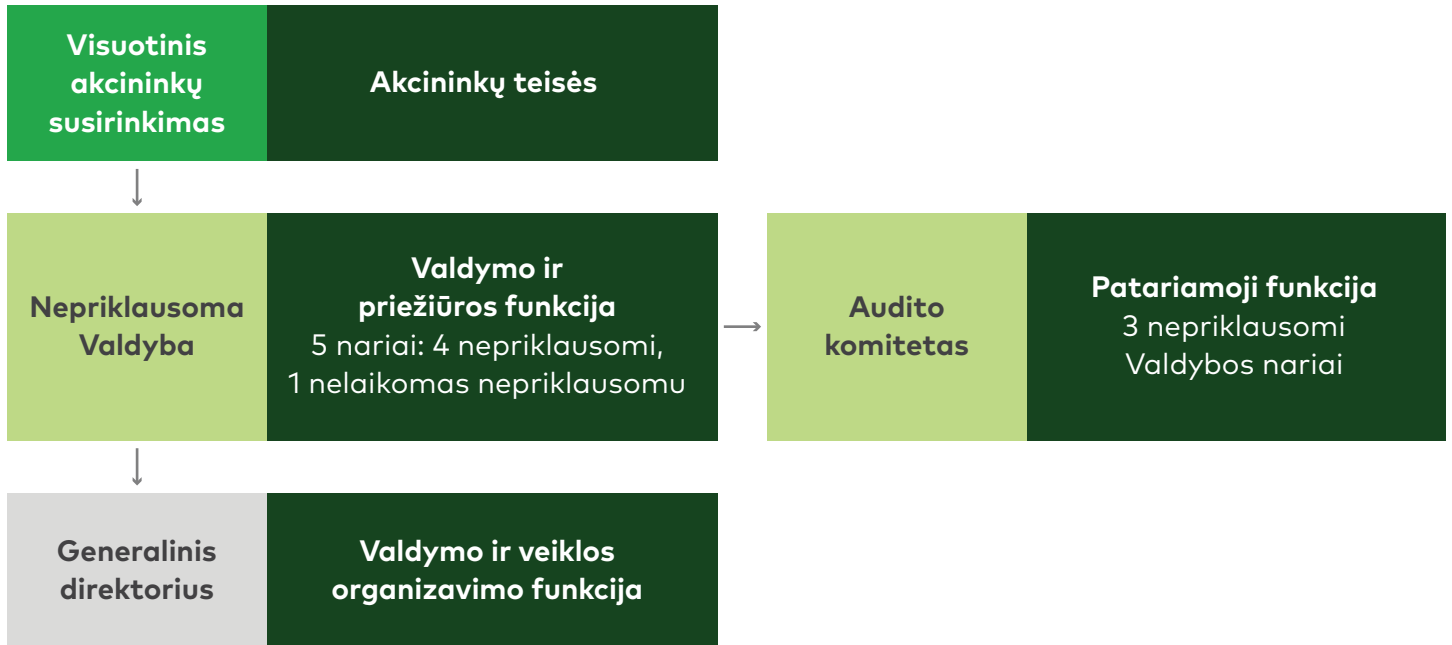 Visuotinis
akcininkų
susirinkimas
Akcininkų teisės
Nepriklausoma
Valdyba
Valdymo ir
priežiūros funkcija
5 nariai: 4 nepriklausomi,
1 nelaikomas nepriklausomu
Audito
komitetas
Patariamoji funkcija
3 nepriklausomi
Valdybos nariai
Generalinis
direktorius
Valdymo ir veiklos
organizavimo funkcija